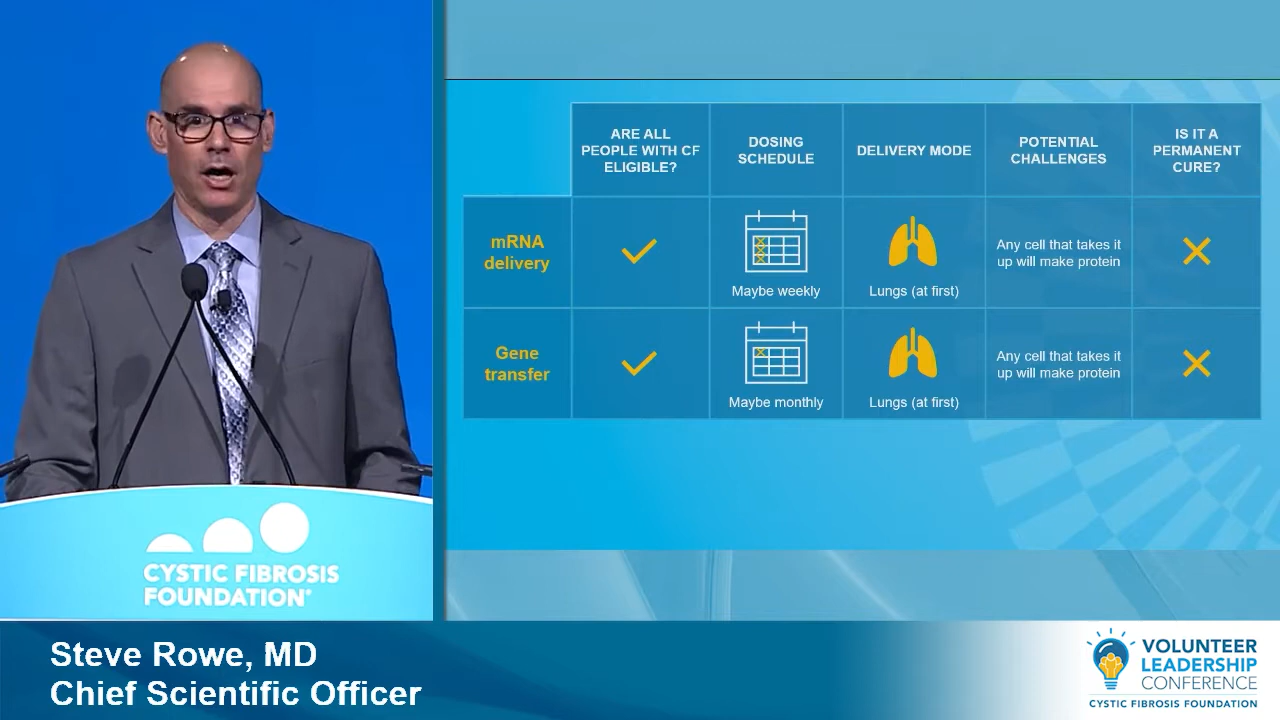 ARE ALL
PEOPLE WITH CF
ELIGIBLE?
DOSING
SCHEDULE
DELIVERY MODE
POTENTIAL
CHALLENGES
IS IT A
PERMANENT
CURE?
mRNA
delivery
Maybe weekly
Lungs (at first)
Any cell that takes it
up will make protein
Gene
transfer
Maybe monthly
Lungs (at first)
Any cell that takes it
up will make protein
CYSTIC FIBROSIS
FOUNDATION®
Steve Rowe, MD
Chief Scientific Officer
VOLUNTEER
LEADERSHIP
CONFERENCE
CYSTIC FIBROSIS FOUNDATION